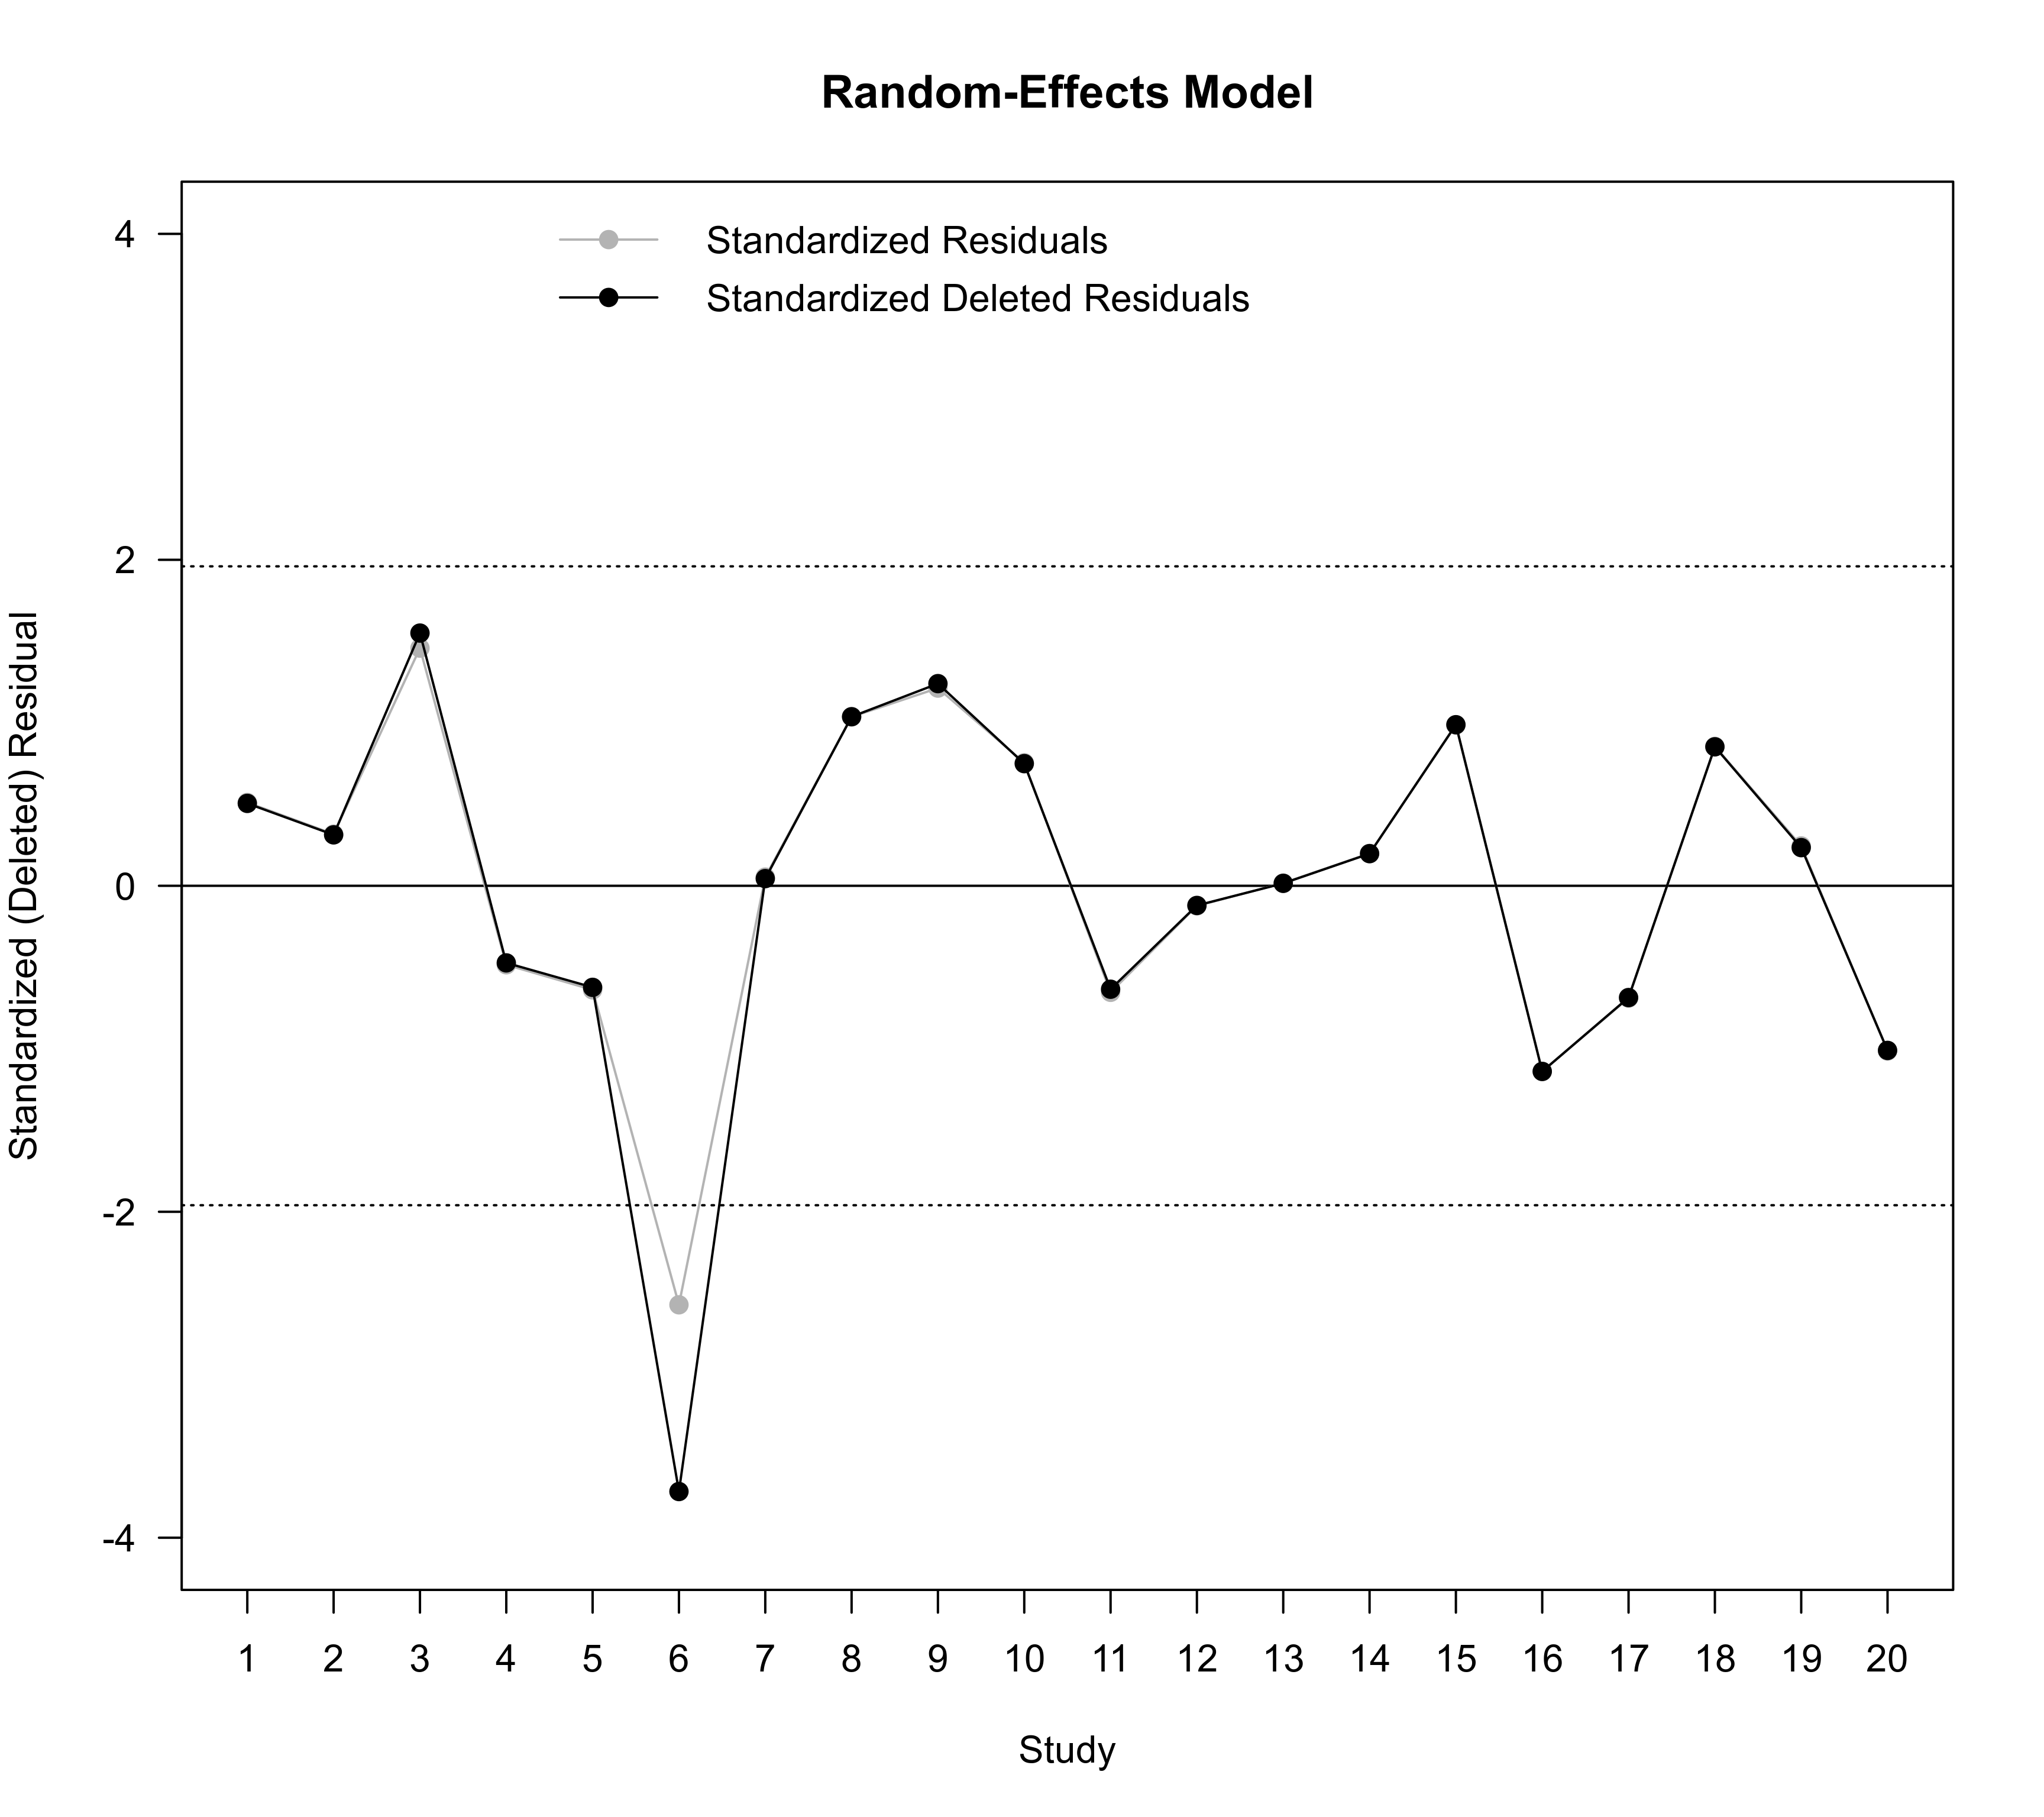 Random-Effects Model
Standardized Residuals
Standardized Deleted Residuals
Standardized (Deleted) Residual
4
2
0
-2
-4
1 2 3 4 5 6 7 8 9 10 11 12 13 14 15 16 17 18 19 20
Study